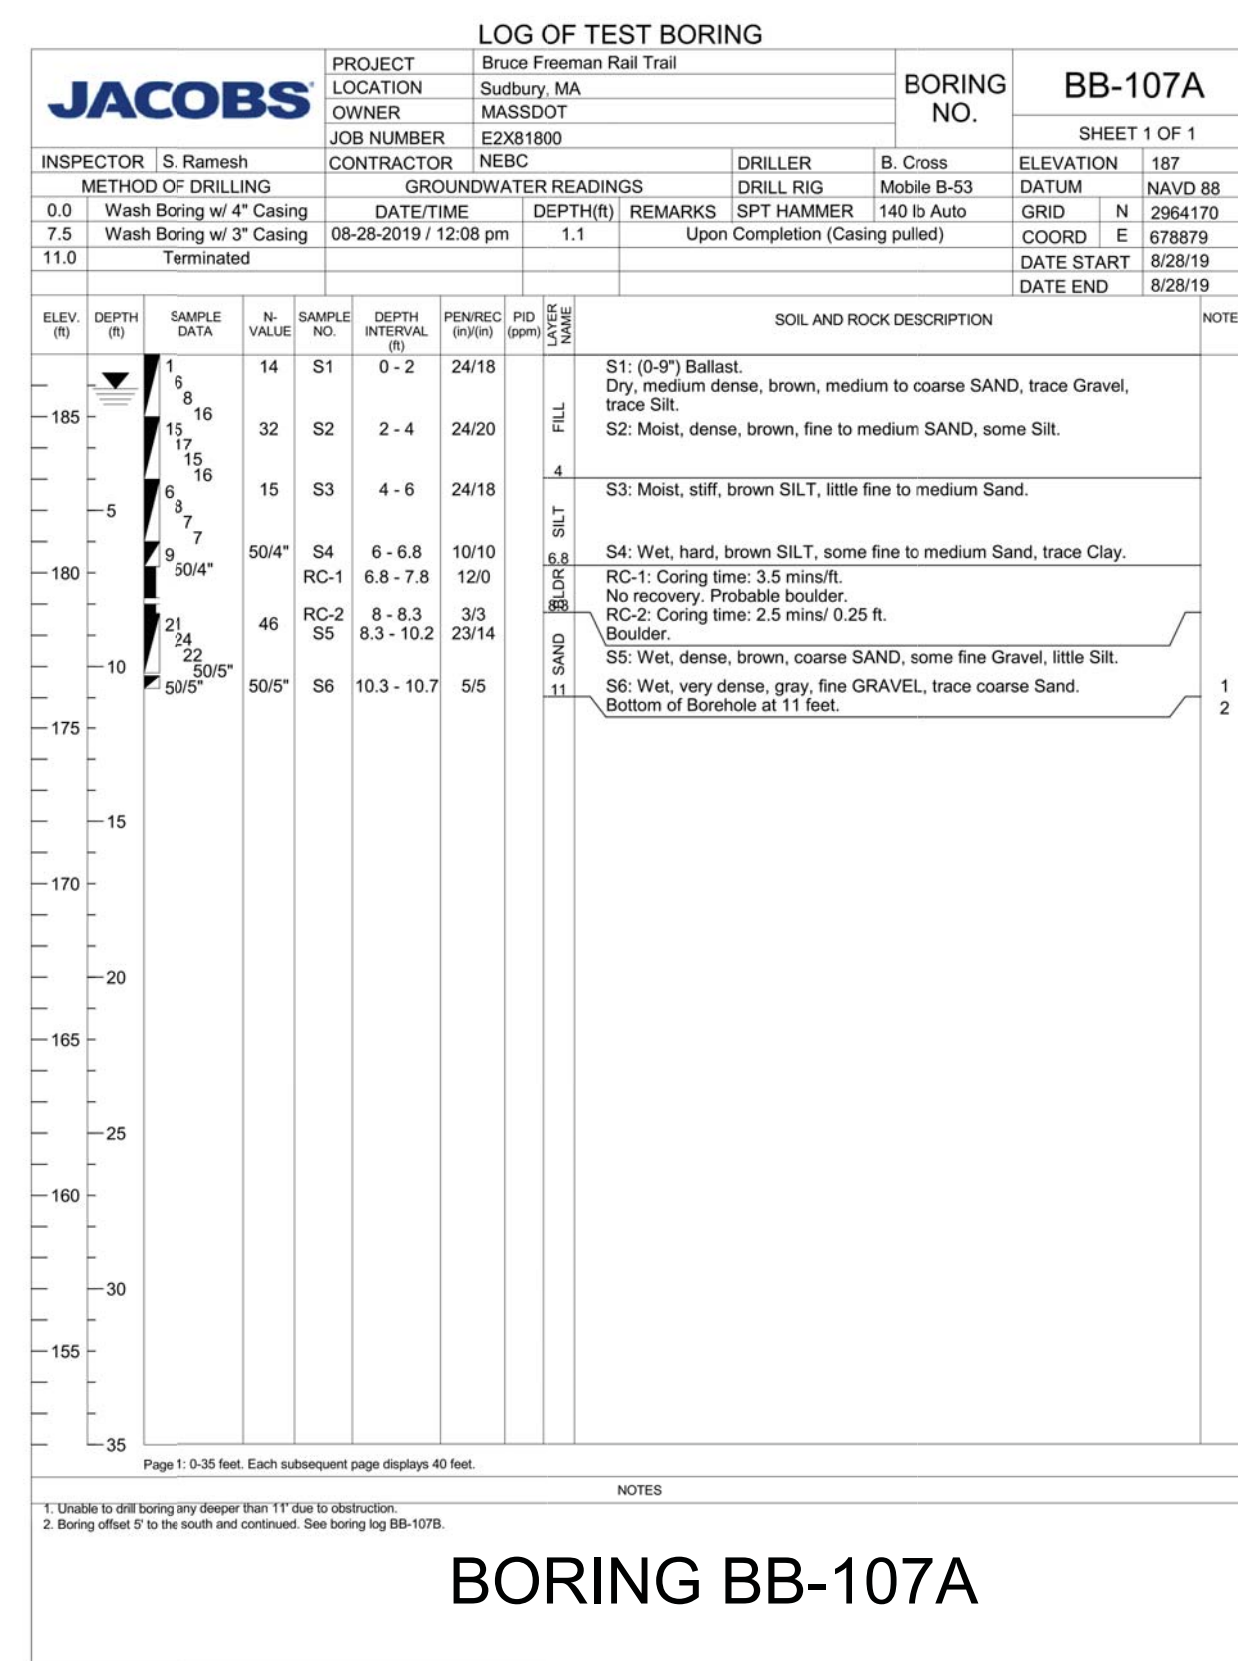 LOG OF TEST BORING
JACOBS
PROJECT Bruce Freeman Rail Trail
LOCATION Sudbury, MA
OWNER MASSDOT
JOB NUMBER E2X81800
BORING NO.
BB-107A
SHEET 1 OF 1
INSPECTOR S. Ramesh CONTRACTOR NEBC DRILLER B. Cross ELEVATION 187
METHOD OF DRILLING GROUNDWATER READINGS DRILL RIG Mobile B-53 DATUM NAVD 88
0.0 Wash Boring w/ 4" Casing DATE/TIME DEPTH(ft) REMARKS SPT HAMMER 140 lb Auto GRID N 2964170
7.5 Wash Boring w/ 3" Casing 08-28-2019 / 12:08 pm 1.1 Upon Completion (Casing pulled) COORD E 678879
11.0 Terminated DATE START 8/28/19
DATE END 8/28/19
ELEV. (ft) DEPTH (ft) SAMPLE DATA N-VALUE SAMPLE NO. DEPTH INTERVAL (ft) PEN/REC (in)/(in) PID (ppm) LAYER NAME SOIL AND ROCK DESCRIPTION NOTE
1 14 S1 0 - 2 24/18 S1: (0-9") Ballast.
6 Dry, medium dense, brown, medium to coarse SAND, trace Gravel,
8 trace Silt.
185 16 FILL
15 32 S2 2 - 4 24/20 S2: Moist, dense, brown, fine to medium SAND, some Silt.
17
15
16 4
6 15 S3 4 - 6 24/18 S3: Moist, stiff, brown SILT, little fine to medium Sand.
5 8
7 SILT
7
9 50/4" S4 6 - 6.8 10/10 6.8 S4: Wet, hard, brown SILT, some fine to medium Sand, trace Clay.
180 50/4" RC-1 6.8 - 7.8 12/0 BLDR RC-1: Coring time: 3.5 mins/ft.
No recovery. Probable boulder.
RC-2 8 - 8.3 3/3 8.3 RC-2: Coring time: 2.5 mins/ 0.25 ft.
21 46 S5 8.3 - 10.2 23/14 Boulder.
24
22 SAND S5: Wet, dense, brown, coarse SAND, some fine Gravel, little Silt.
10 50/5"
50/5" 50/5" S6 10.3 - 10.7 5/5 11 S6: Wet, very dense, gray, fine GRAVEL, trace coarse Sand. 1
Bottom of Borehole at 11 feet. 2
175
15
170
20
165
25
160
30
155
35
Page 1: 0-35 feet. Each subsequent page displays 40 feet.
NOTES
1. Unable to drill boring any deeper than 11' due to obstruction.
2. Boring offset 5' to the south and continued. See boring log BB-107B.
BORING BB-107A